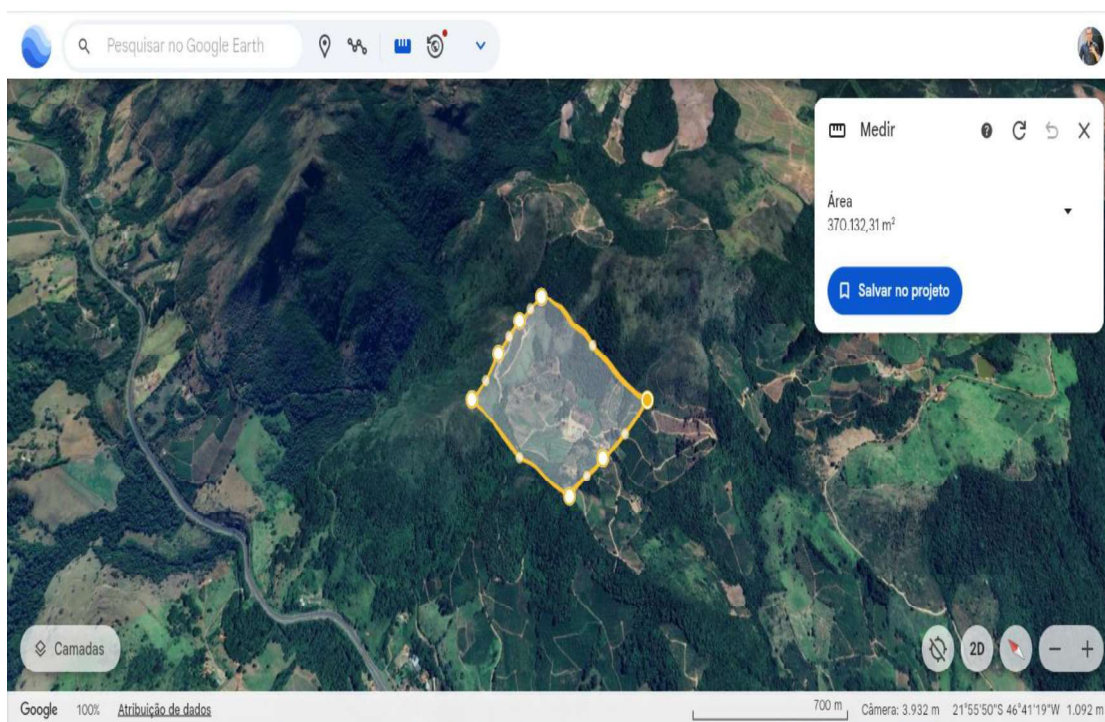 Pesquisar no Google Earth
Medir
Área
370.132,31 m²
Salvar no projeto
Camadas
2D
Google 100% Atribuição de dados 700 m Câmera: 3.932 m 21°55'50"S 46°41'19"W 1.092 m